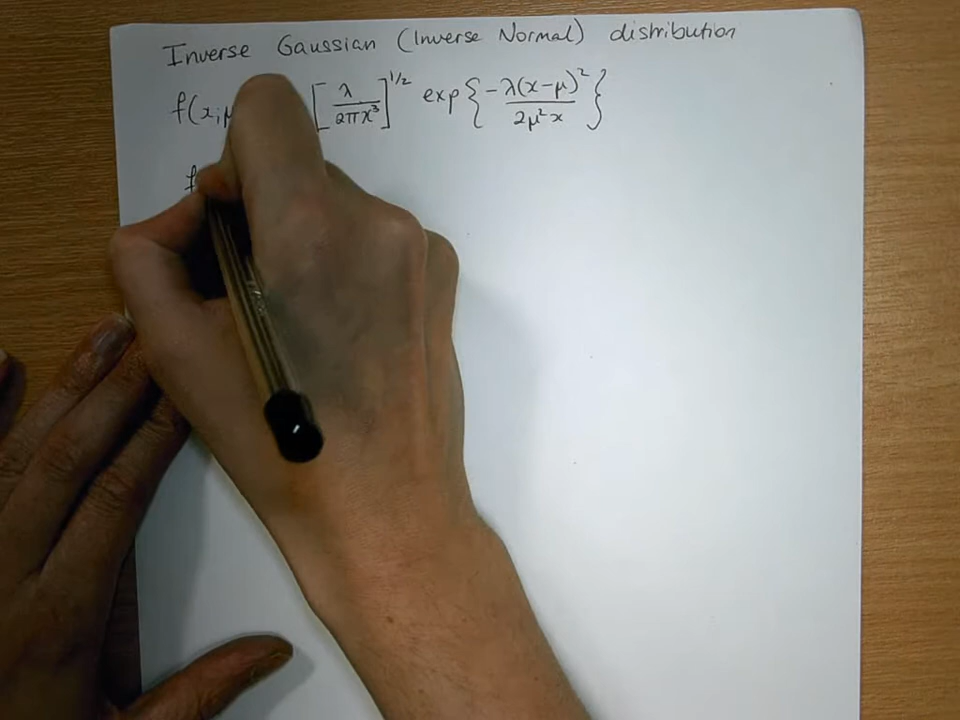 Inverse Gaussian (Inverse Normal) distribution
f(x;μ [λ/2πx³]^1/2 exp{-λ(x-μ)²/2μ²x}
f